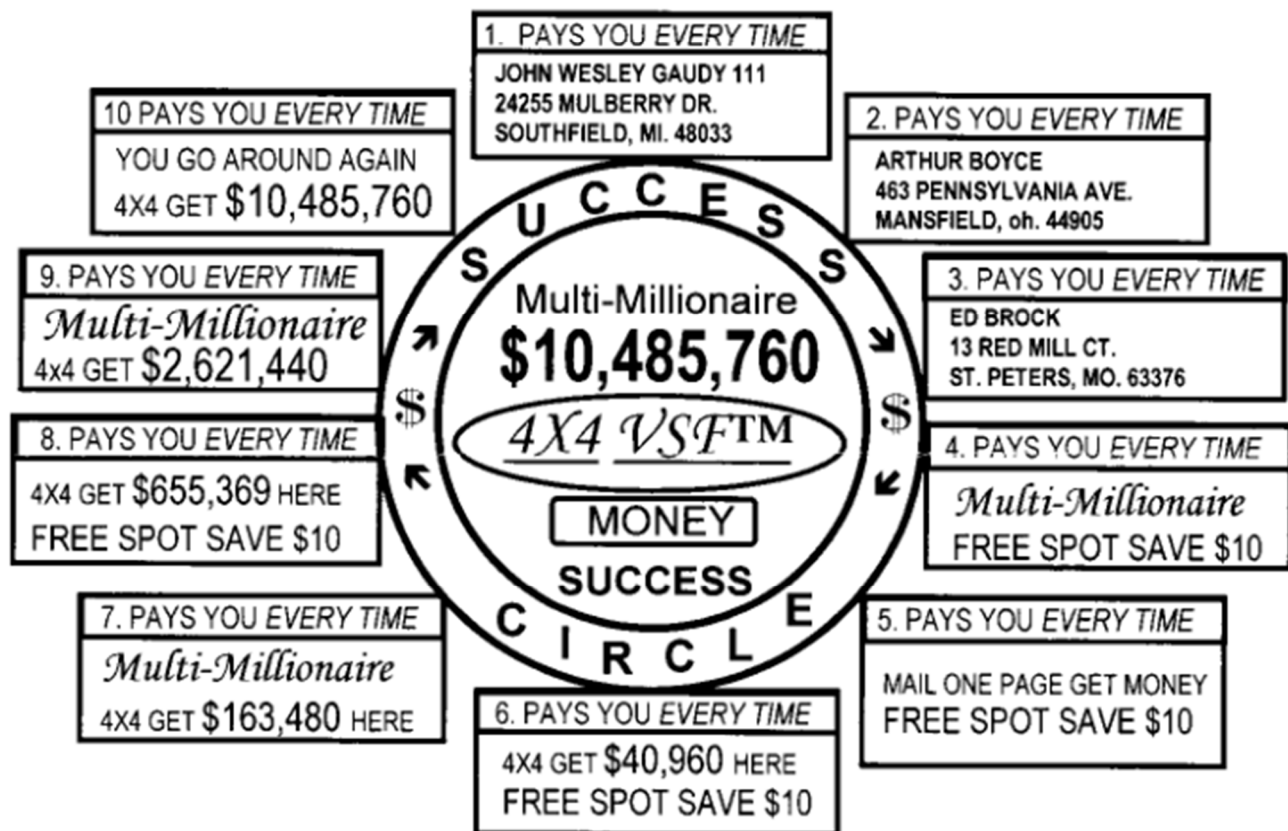 1. PAYS YOU EVERY TIME
JOHN WESLEY GAUDY 111
24255 MULBERRY DR.
SOUTHFIELD, MI. 48033
2. PAYS YOU EVERY TIME
ARTHUR BOYCE
463 PENNSYLVANIA AVE.
MANSFIELD, oh. 44905
3. PAYS YOU EVERY TIME
ED BROCK
13 RED MILL CT.
ST. PETERS, MO. 63376
4. PAYS YOU EVERY TIME
Multi-Millionaire
FREE SPOT SAVE $10
5. PAYS YOU EVERY TIME
MAIL ONE PAGE GET MONEY
FREE SPOT SAVE $10
6. PAYS YOU EVERY TIME
4X4 GET $40,960 HERE
FREE SPOT SAVE $10
7. PAYS YOU EVERY TIME
Multi-Millionaire
4X4 GET $163,480 HERE
8. PAYS YOU EVERY TIME
4X4 GET $655,369 HERE
FREE SPOT SAVE $10
9. PAYS YOU EVERY TIME
Multi-Millionaire
4x4 GET $2,621,440
10 PAYS YOU EVERY TIME
YOU GO AROUND AGAIN
4X4 GET $10,485,760
SUCCESS
$
$
CIRCLE
Multi-Millionaire
$10,485,760
4X4 VSF™
MONEY
SUCCESS